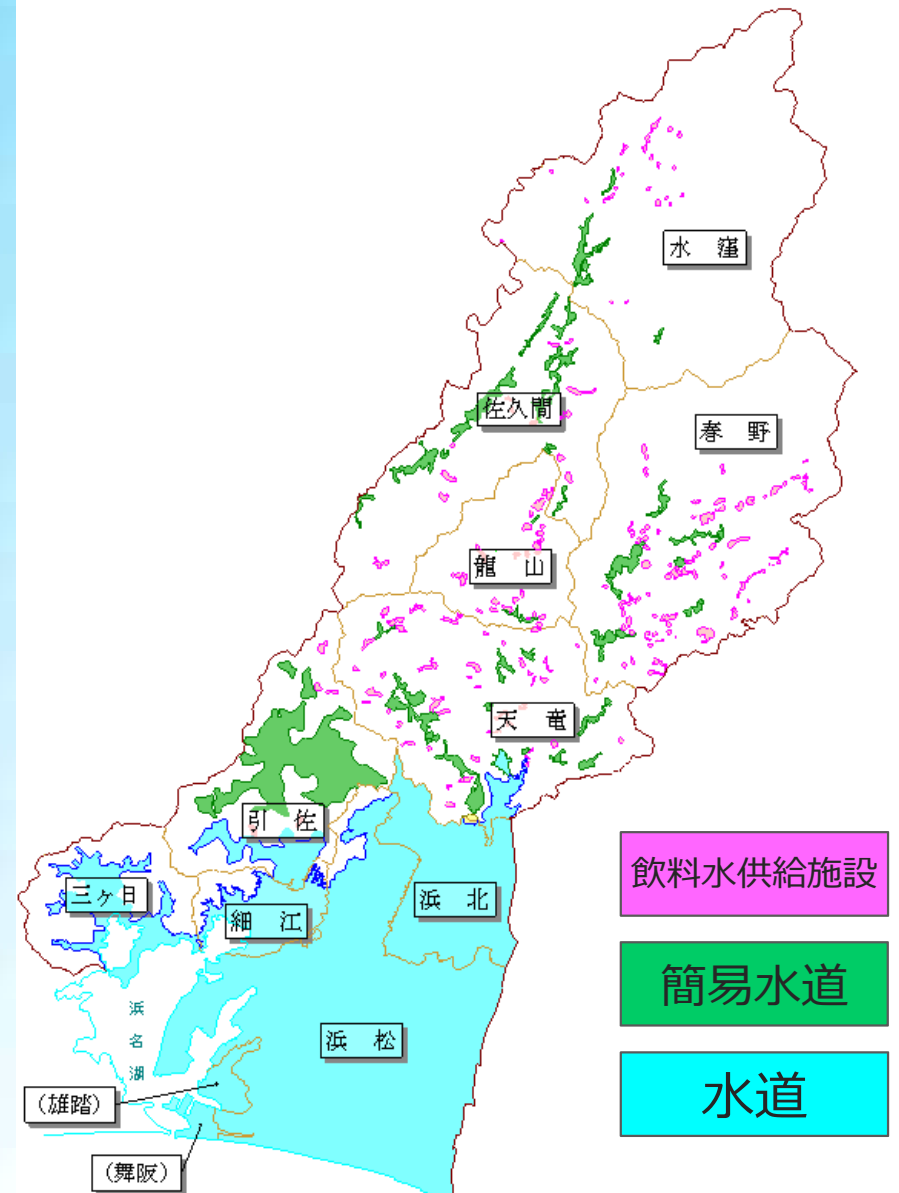 水 窪
佐久間
春 野
龍 山
天 竜
引 佐
三ヶ日
細 江
浜 北
浜 松
浜名湖
(雄踏)
(舞阪)
飲料水供給施設
簡易水道
水道